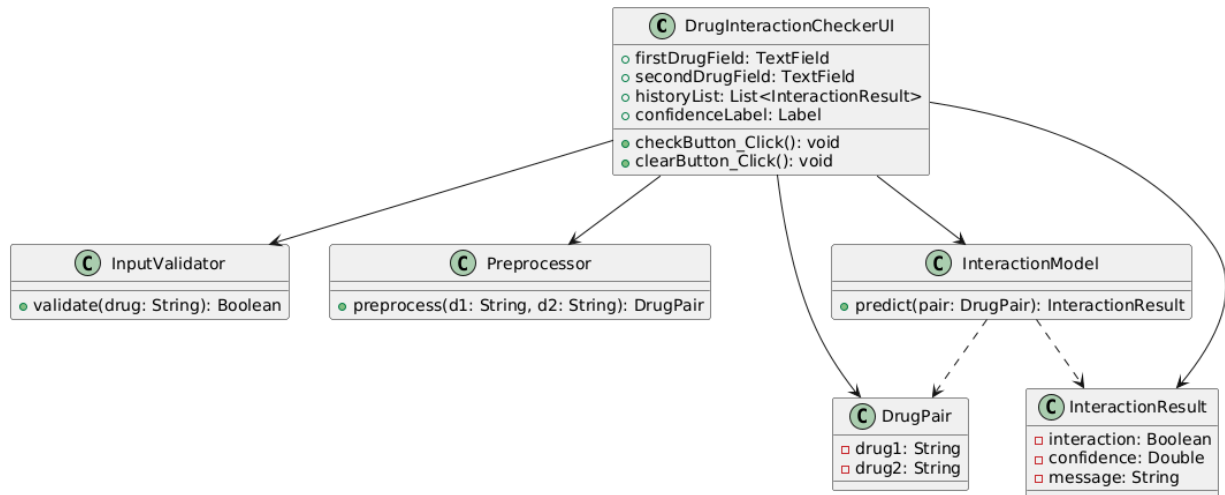 C DrugInteractionCheckerUI
firstDrugField: TextField
secondDrugField: TextField
historyList: List<InteractionResult>
confidenceLabel: Label
checkButton_Click(): void
clearButton_Click(): void
C InputValidator
validate(drug: String): Boolean
C Preprocessor
preprocess(d1: String, d2: String): DrugPair
C InteractionModel
predict(pair: DrugPair): InteractionResult
C DrugPair
drug1: String
drug2: String
C InteractionResult
interaction: Boolean
confidence: Double
message: String